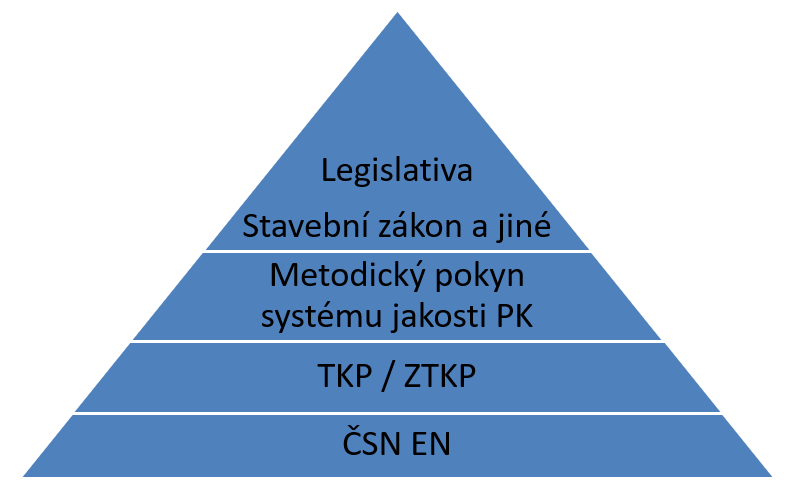 Legislativa
Stavební zákon a jiné
Metodický pokyn
systému jakosti PK
TKP / ZTKP
ČSN EN